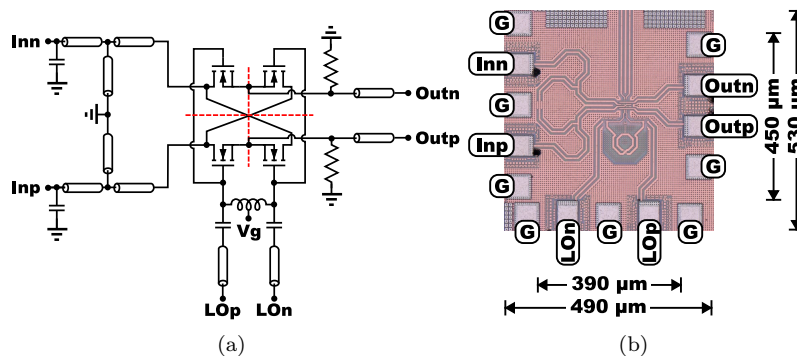 Inn
Inp
Outn
Outp
Vg
LOp LOn
(a)
G
G
Inn
Outn
G
Outp
Inp
G
G
G
LOn
G
LOp
G
450 µm
530 µm
390 µm
490 µm
(b)